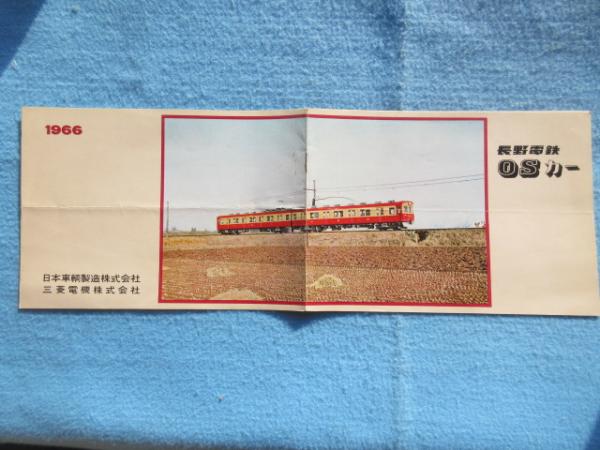 1966
長野電鉄
OSカー
日本車輌製造株式会社
三菱電機株式会社